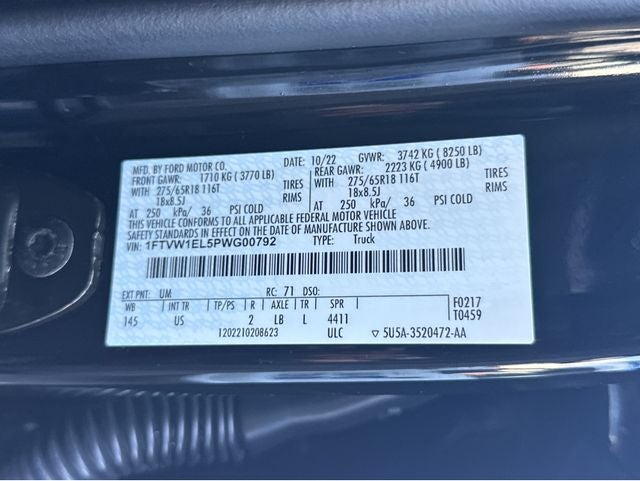 MFD. BY FORD MOTOR CO.
DATE: 10/22 GVWR: 3742 KG ( 8250 LB)
FRONT GAWR: 1710 KG ( 3770 LB)
REAR GAWR: 2223 KG ( 4900 LB)
WITH 275/65R18 116T TIRES
WITH 275/65R18 116T TIRES
18x8.5J RIMS
18x8.5J RIMS
AT 250 kPa/ 36 PSI COLD
AT 250 kPa/ 36 PSI COLD
THIS VEHICLE CONFORMS TO ALL APPLICABLE FEDERAL MOTOR VEHICLE
SAFETY STANDARDS IN EFFECT ON THE DATE OF MANUFACTURE SHOWN ABOVE.
VIN: 1FTVW1EL5PWG00792 TYPE: Truck
EXT PNT: UM RC: 71 DSO:
WB INT TR TP/PS R AXLE TR SPR F0217
145 US 2 LB L 4411 T0459
1202210208623 ULC ▽ 5U5A-3520472-AA